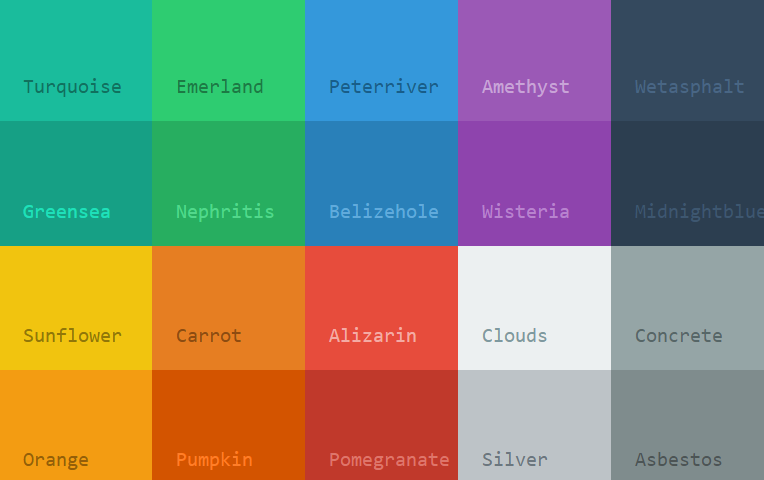 Turquoise Emerland Peterriver Amethyst Wetasphalt
Greensea Nephritis Belizehole Wisteria Midnightblue
Sunflower Carrot Alizarin Clouds Concrete
Orange Pumpkin Pomegranate Silver Asbestos